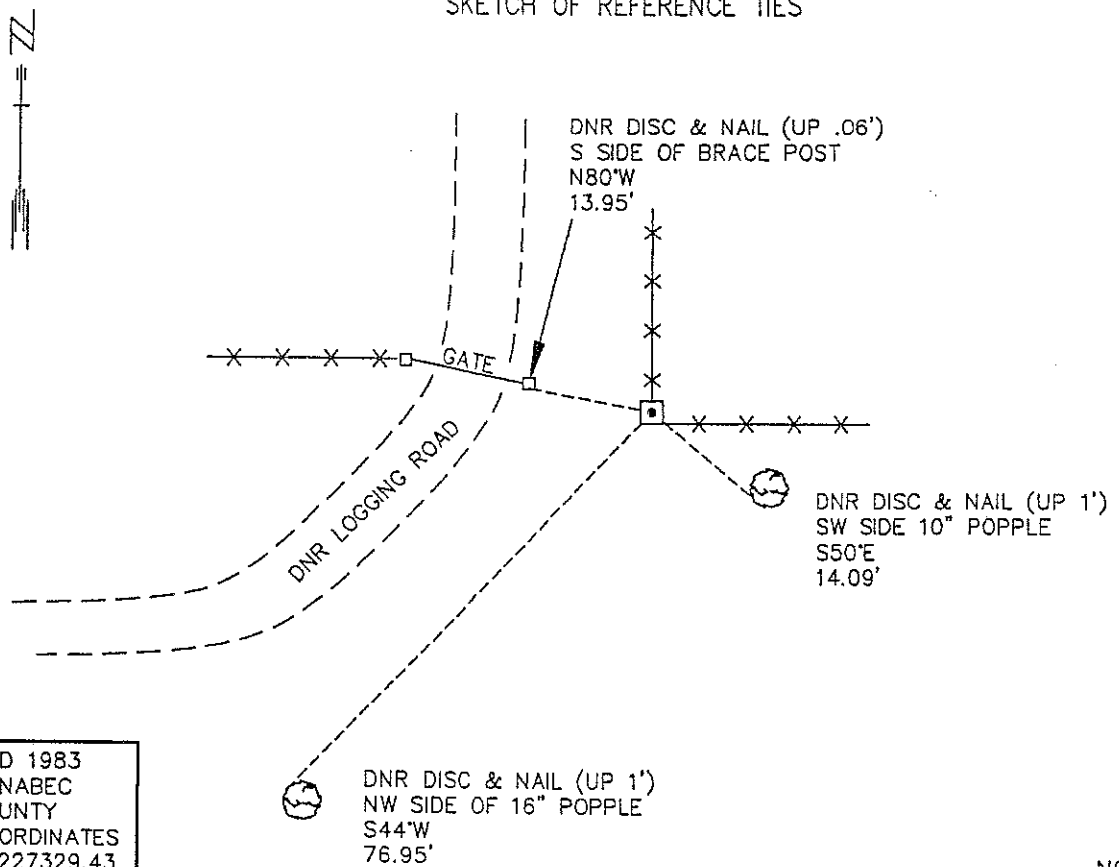 SKETCH OF REFERENCE TIES
N
DNR DISC & NAIL (UP .06')
S SIDE OF BRACE POST
N80°W
13.95'
GATE
DNR LOGGING ROAD
DNR DISC & NAIL (UP 1')
SW SIDE 10" POPPLE
S50°E
14.09'
DNR DISC & NAIL (UP 1')
NW SIDE OF 16" POPPLE
S44°W
76.95'
D 1983
NABEC
UNTY
ORDINATES
227329.43